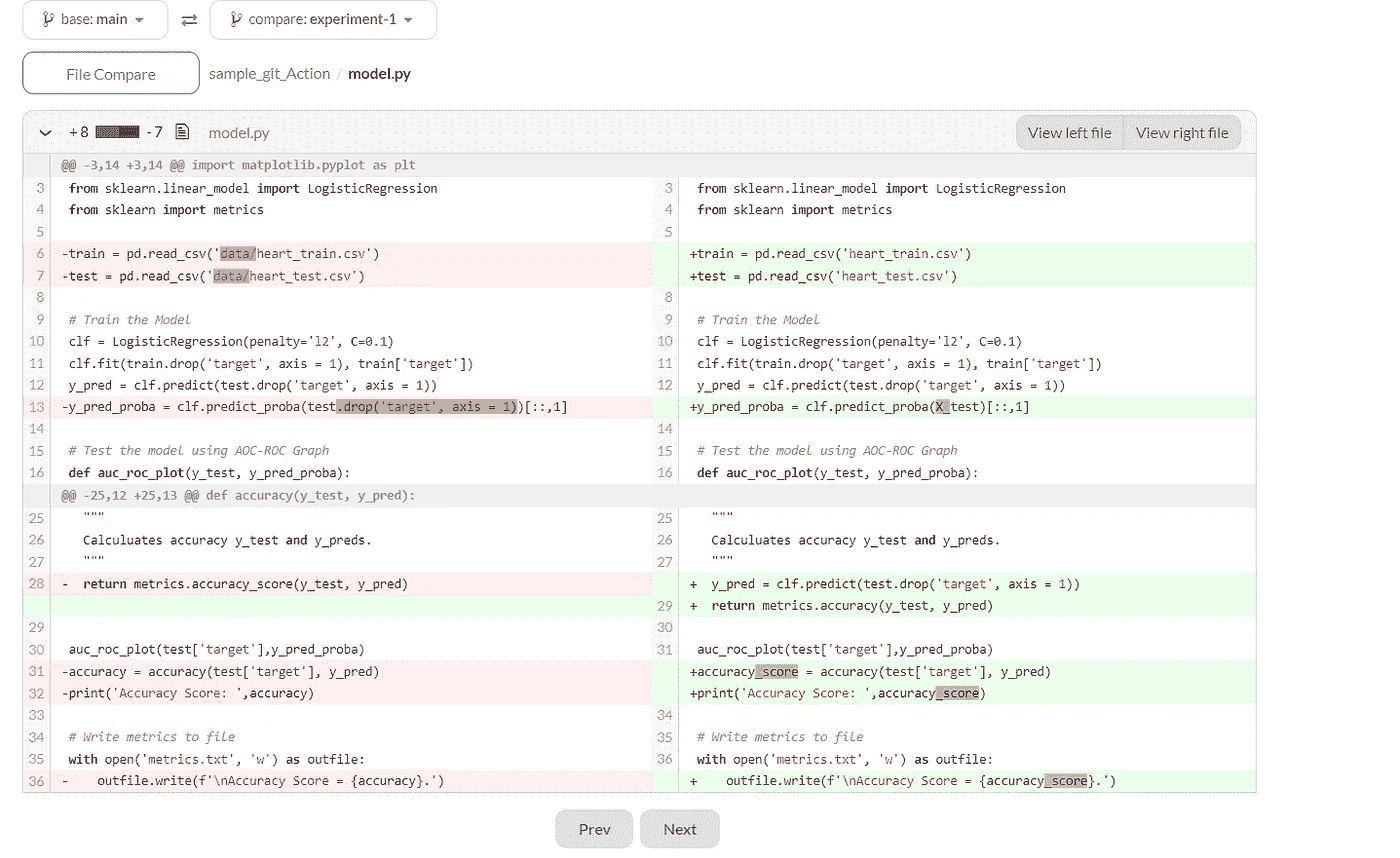 base: main compare: experiment-1
File Compare sample_git_Action / model.py
+8 -7 model.py View left file View right file
@@ -3,14 +3,14 @@ import matplotlib.pyplot as plt
3 from sklearn.linear_model import LogisticRegression 3 from sklearn.linear_model import LogisticRegression
4 from sklearn import metrics 4 from sklearn import metrics
5 5
6 -train = pd.read_csv('data/heart_train.csv') +train = pd.read_csv('heart_train.csv')
7 -test = pd.read_csv('data/heart_test.csv') +test = pd.read_csv('heart_test.csv')
8 8
9 # Train the Model 9 # Train the Model
10 clf = LogisticRegression(penalty='l2', C=0.1) 10 clf = LogisticRegression(penalty='l2', C=0.1)
11 clf.fit(train.drop('target', axis = 1), train['target']) 11 clf.fit(train.drop('target', axis = 1), train['target'])
12 y_pred = clf.predict(test.drop('target', axis = 1)) 12 y_pred = clf.predict(test.drop('target', axis = 1))
13 -y_pred_proba = clf.predict_proba(test.drop('target', axis = 1))[::,1] +y_pred_proba = clf.predict_proba(X_test)[::,1]
14 14
15 # Test the model using AOC-ROC Graph 15 # Test the model using AOC-ROC Graph
16 def auc_roc_plot(y_test, y_pred_proba): 16 def auc_roc_plot(y_test, y_pred_proba):
@@ -25,12 +25,13 @@ def accuracy(y_test, y_pred):
25 """ 25 """
26 Calculuates accuracy y_test and y_preds. 26 Calculuates accuracy y_test and y_preds.
27 """ 27 """
28 - return metrics.accuracy_score(y_test, y_pred) + y_pred = clf.predict(test.drop('target', axis = 1))
29 + return metrics.accuracy(y_test, y_pred)
29 30
30 auc_roc_plot(test['target'],y_pred_proba) 31 auc_roc_plot(test['target'],y_pred_proba)
31 -accuracy = accuracy(test['target'], y_pred) +accuracy_score = accuracy(test['target'], y_pred)
32 -print('Accuracy Score: ',accuracy) +print('Accuracy Score: ',accuracy_score)
33 34
34 # Write metrics to file 35 # Write metrics to file
35 with open('metrics.txt', 'w') as outfile: 36 with open('metrics.txt', 'w') as outfile:
36 - outfile.write(f'\nAccuracy Score = {accuracy}.') + outfile.write(f'\nAccuracy Score = {accuracy_score}.')
Prev Next